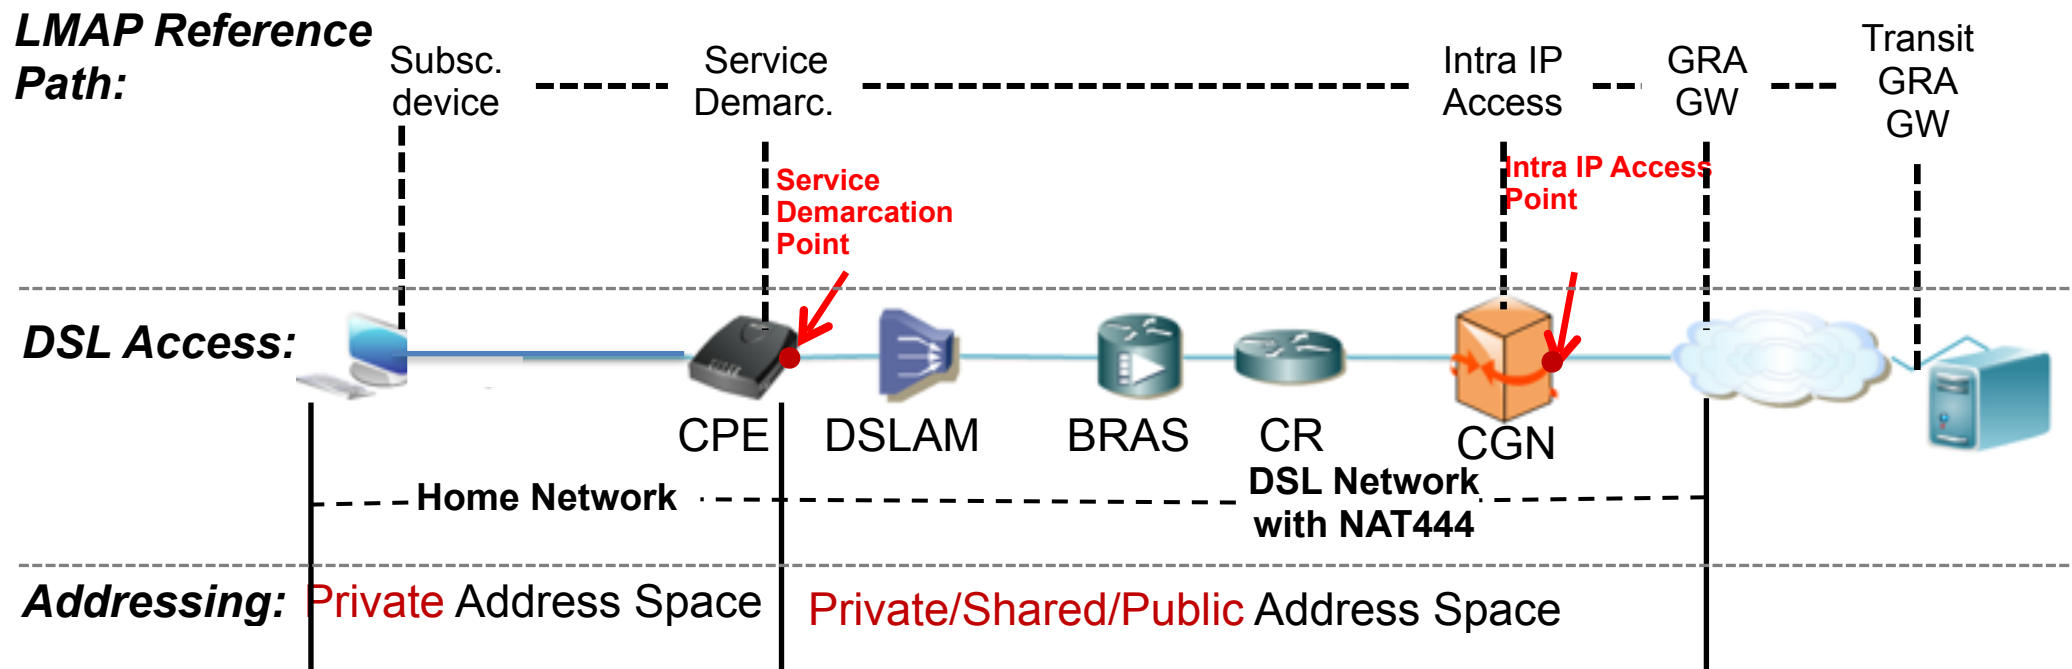 LMAP Reference
Path:
Subsc.
device
Service
Demarc.
Intra IP
Access
GRA
GW
Transit
GRA
GW
Service
Demarcation
Point
Intra IP Access
Point
DSL Access:
CPE
DSLAM
BRAS
CR
CGN
Home Network
DSL Network
with NAT444
Addressing:
Private Address Space
Private/Shared/Public Address Space